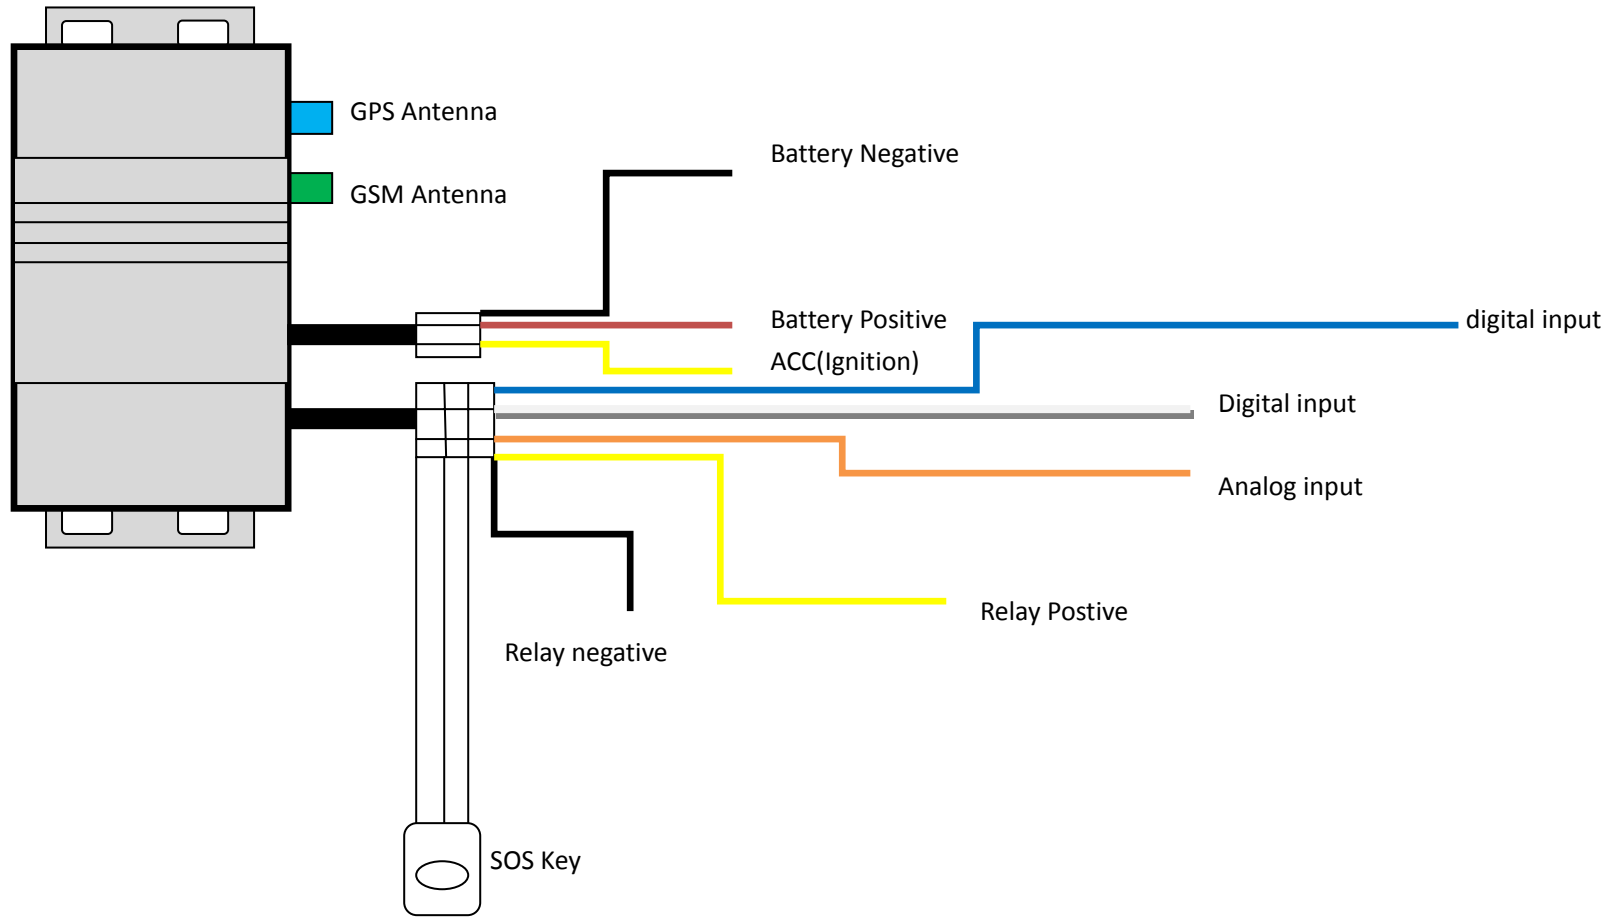 GPS Antenna
Battery Negative
GSM Antenna
Battery Positive
digital input
ACC(Ignition)
Digital input
Analog input
Relay Postive
Relay negative
SOS Key